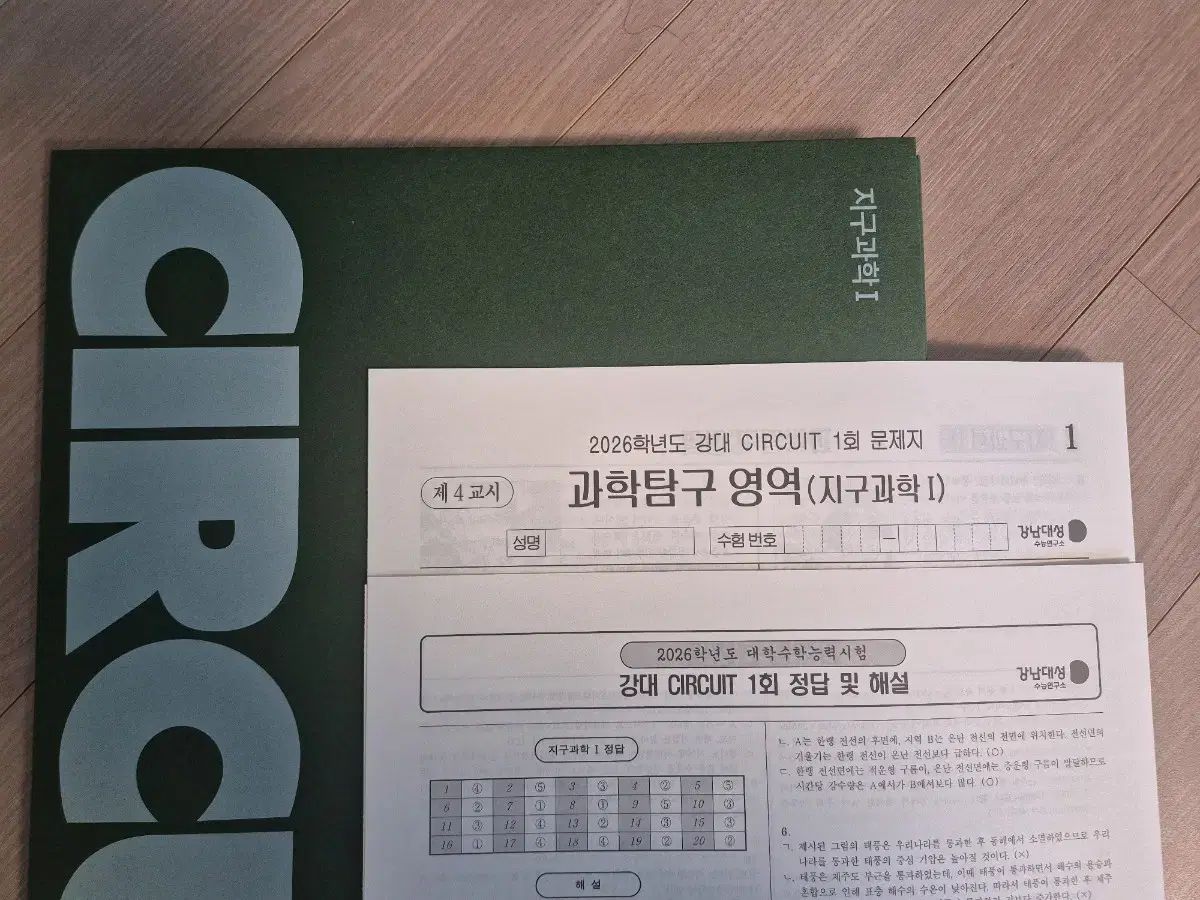 CIRCU
지구과학 I
2026학년도 강대 CIRCUIT 1회 문제지
1
제 4 교시
과학탐구 영역(지구과학 I)
성명
수험 번호
강남대성
수능연구소
2026학년도 대학수학능력시험
강대 CIRCUIT 1회 정답 및 해설
강남대성
수능연구소
지구과학 I 정답
1 ④ 2 ⑤ 3 ③ 4 ② 5 ⑤
6 ② 7 ① 8 ① 9 ⑤ 10 ③
11 ③ 12 ④ 13 ② 14 ③ 15 ③
16 ① 17 ④ 18 ④ 19 ② 20 ②
해 설
ㄴ. A는 한랭 전선의 후면에, 지역 B는 온난 전선의 전면에 위치한다. 전선면의
기울기는 한랭 전선이 온난 전선보다 급하다. (○)
ㄷ. 한랭 전선면에는 적운형 구름이, 온난 전선면에는 층운형 구름이 발달하므로
시간당 강수량은 A에서가 B에서보다 많다. (○)
6.
ㄱ. 제시된 그림의 태풍은 우리나라를 통과한 후 동해에서 소멸하였으므로 우리
나라를 통과한 태풍의 중심 기압은 높아질 것이다. (×)
ㄴ. 태풍은 제주도 부근을 통과하였는데, 이때 태풍이 통과하면서 해수의 용승과
혼합으로 인해 표층 해수의 수온이 낮아진다. 따라서 태풍이 통과한 후 제주
증가한다. (×)